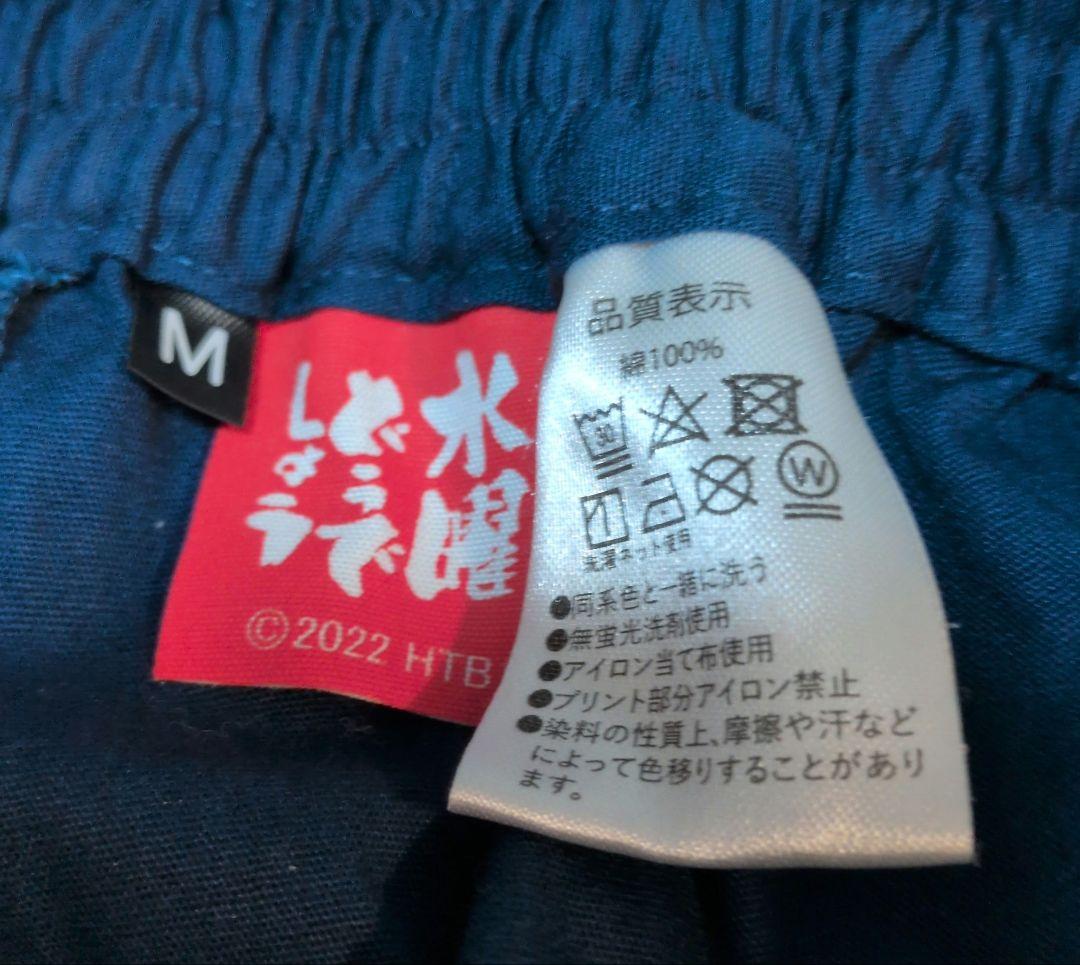 M
水曜
どうで
しょう
©2022 HTB
品質表示
綿100%
30
W
洗濯ネット使用
●同系色と一緒に洗う
●無蛍光洗剤使用
●アイロン当て布使用
●プリント部分アイロン禁止
●染料の性質上、摩擦や汗など
によって色移りすることがあり
ます。